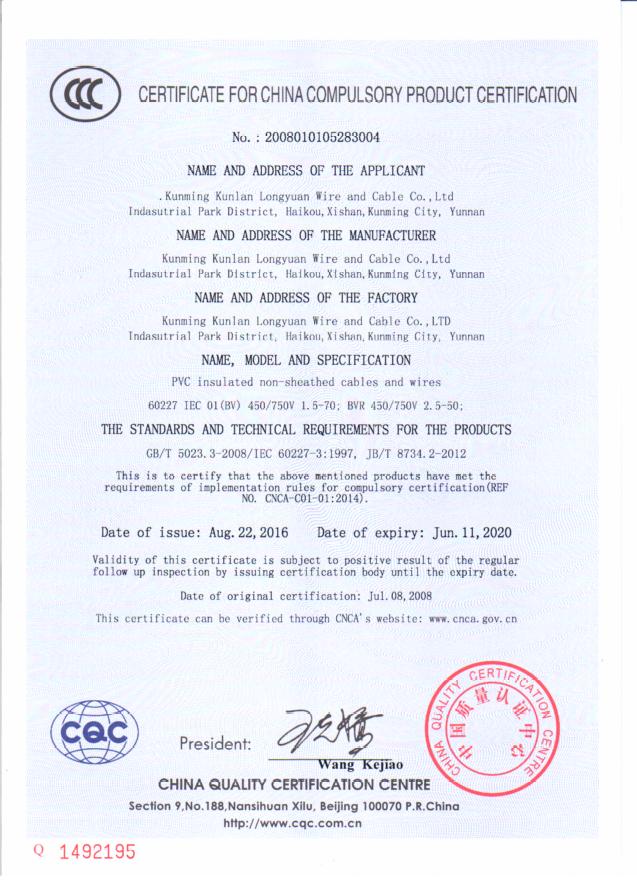 CCC
CERTIFICATE FOR CHINA COMPULSORY PRODUCT CERTIFICATION
No. : 2008010105283004
NAME AND ADDRESS OF THE APPLICANT
.Kunming Kunlan Longyuan Wire and Cable Co.,Ltd
Indasutrial Park District, Haikou,Xishan,Kunming City, Yunnan
NAME AND ADDRESS OF THE MANUFACTURER
Kunming Kunlan Longyuan Wire and Cable Co.,Ltd
Indasutrial Park District, Haikou,Xishan,Kunming City, Yunnan
NAME AND ADDRESS OF THE FACTORY
Kunming Kunlan Longyuan Wire and Cable Co.,LTD
Indasutrial Park District, Haikou,Xishan,Kunming City, Yunnan
NAME, MODEL AND SPECIFICATION
PVC insulated non-sheathed cables and wires
60227 IEC 01(BV) 450/750V 1.5-70; BVR 450/750V 2.5-50;
THE STANDARDS AND TECHNICAL REQUIREMENTS FOR THE PRODUCTS
GB/T 5023.3-2008/IEC 60227-3:1997, JB/T 8734.2-2012
This is to certify that the above mentioned products have met the
requirements of implementation rules for compulsory certification(REF
NO. CNCA-C01-01:2014).
Date of issue: Aug.22,2016 Date of expiry: Jun.11,2020
Validity of this certificate is subject to positive result of the regular
follow up inspection by issuing certification body until the expiry date.
Date of original certification: Jul.08,2008
This certificate can be verified through CNCA's website: www.cnca.gov.cn
CHINA QUALITY CERTIFICATION CENTRE
中国质量认证中心
CQC
President:
Wang Kejiao
CHINA QUALITY CERTIFICATION CENTRE
Section 9,No.188,Nansihuan Xilu, Beijing 100070 P.R.China
http://www.cqc.com.cn
Q 1492195